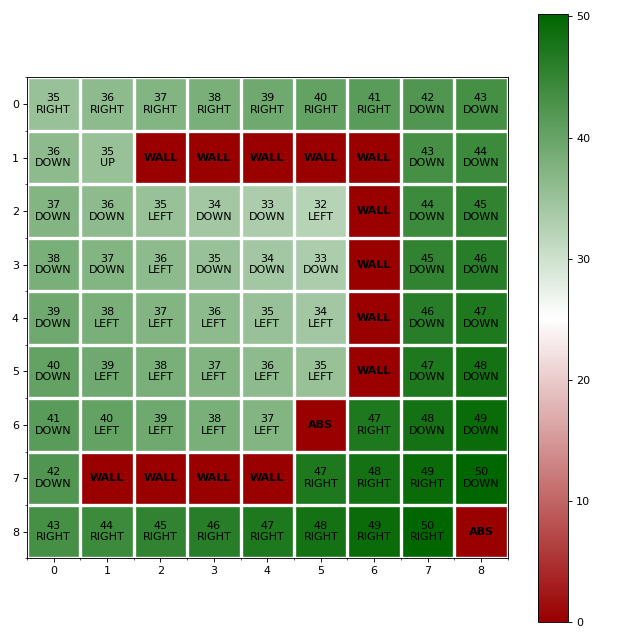 35 36 37 38 39 40 41 42 43
RIGHT RIGHT RIGHT RIGHT RIGHT RIGHT RIGHT DOWN DOWN
36 35 WALL WALL WALL WALL WALL 43 44
DOWN UP DOWN DOWN
37 36 35 34 33 32 WALL 44 45
DOWN DOWN LEFT DOWN DOWN LEFT DOWN DOWN
38 37 36 35 34 33 WALL 45 46
DOWN DOWN LEFT DOWN DOWN DOWN DOWN DOWN
39 38 37 36 35 34 WALL 46 47
DOWN LEFT LEFT LEFT LEFT LEFT DOWN DOWN
40 39 38 37 36 35 WALL 47 48
DOWN LEFT LEFT LEFT LEFT LEFT DOWN DOWN
41 40 39 38 37 ABS 47 48 49
DOWN LEFT LEFT LEFT LEFT RIGHT DOWN DOWN
42 WALL WALL WALL WALL 47 48 49 50
DOWN RIGHT RIGHT RIGHT DOWN
43 44 45 46 47 48 49 50 ABS
RIGHT RIGHT RIGHT RIGHT RIGHT RIGHT RIGHT RIGHT
0
1
2
3
4
5
6
7
8
0 1 2 3 4 5 6 7 8
50
40
30
20
10
0